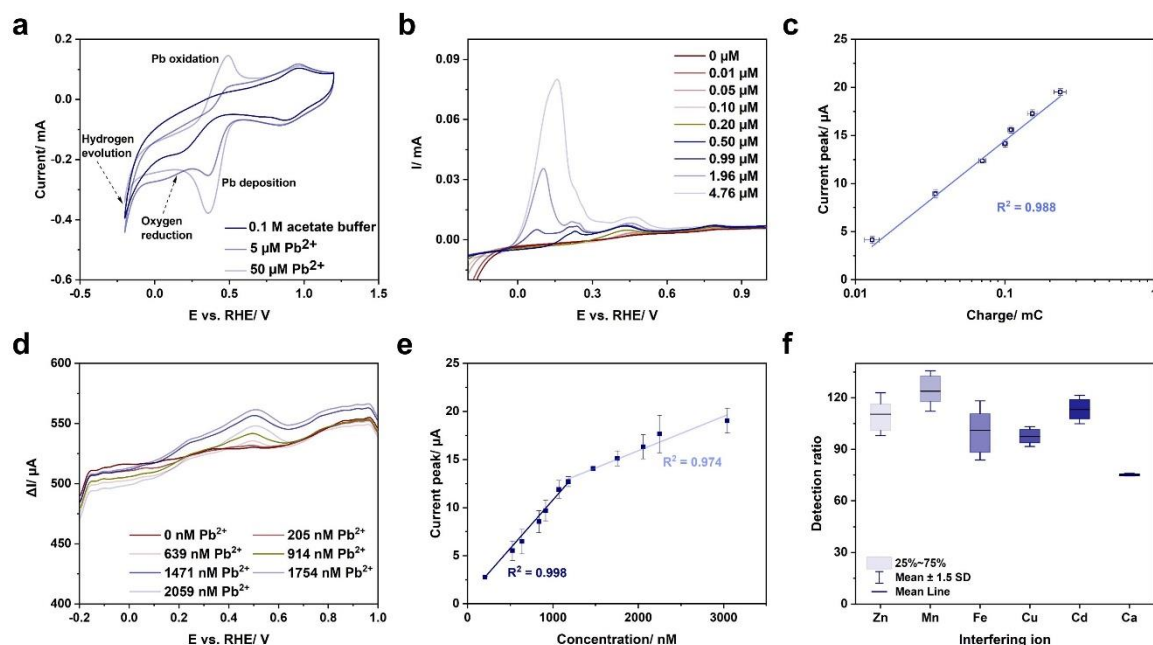 a
0.2
0.0
-0.2
-0.4
-0.6
Current/ mA
Pb oxidation
Hydrogen
evolution
Pb deposition
Oxygen
reduction
0.1 M acetate buffer
5 µM Pb²⁺
50 µM Pb²⁺
-0.5 0.0 0.5 1.0 1.5
E vs. RHE/ V
b
0.09
0.06
0.03
0.00
I/ mA
0 µM
0.01 µM
0.05 µM
0.10 µM
0.20 µM
0.50 µM
0.99 µM
1.96 µM
4.76 µM
0.0 0.3 0.6 0.9
E vs. RHE/ V
c
25
20
15
10
5
0
Current peak/ µA
R² = 0.988
0.01 0.1 1
Charge/ mC
d
600
550
500
450
400
ΔI/ µA
0 nM Pb²⁺ 205 nM Pb²⁺
639 nM Pb²⁺ 914 nM Pb²⁺
1471 nM Pb²⁺ 1754 nM Pb²⁺
2059 nM Pb²⁺
-0.2 0.0 0.2 0.4 0.6 0.8 1.0
E vs. RHE/ V
e
25
20
15
10
5
0
Current peak/ µA
R² = 0.974
R² = 0.998
0 1000 2000 3000
Concentration/ nM
f
120
90
60
30
0
Detection ratio
25%~75%
Mean ± 1.5 SD
Mean Line
Zn Mn Fe Cu Cd Ca
Interfering ion